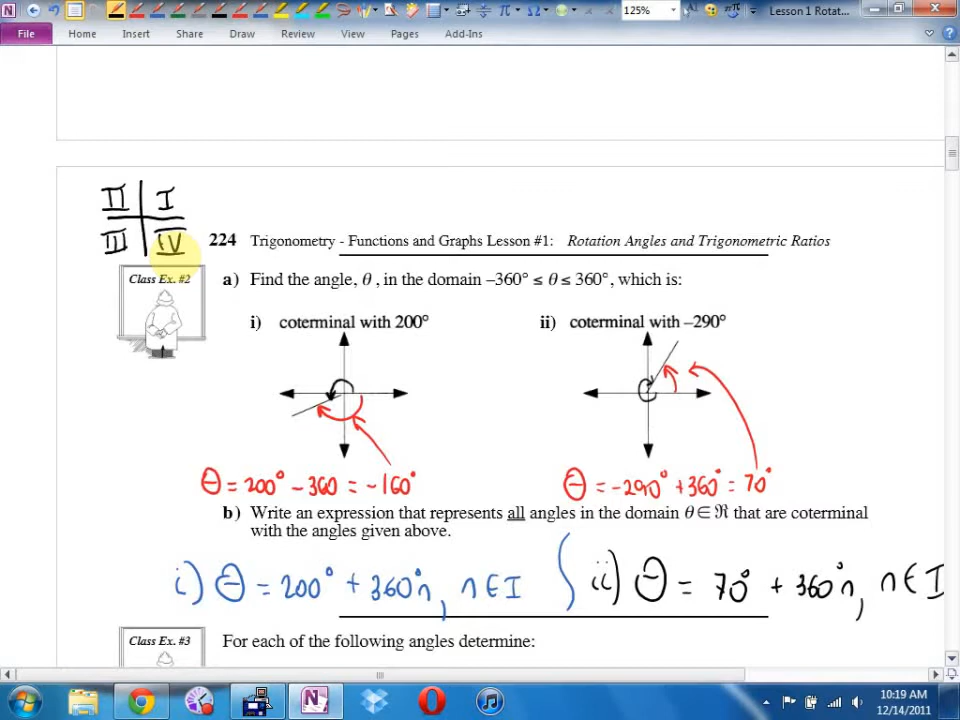 125%
Lesson 1 Rotat...
File Home Insert Share Draw Review View Pages Add-Ins
II I
III IV
224 Trigonometry - Functions and Graphs Lesson #1: Rotation Angles and Trigonometric Ratios
Class Ex. #2
a) Find the angle, θ , in the domain –360° ≤ θ ≤ 360°, which is:
i) coterminal with 200° ii) coterminal with –290°
θ = 200° – 360 = –160° θ = –290° + 360° = 70°
b) Write an expression that represents all angles in the domain θ ∈ ℜ that are coterminal
with the angles given above.
i) θ = 200° + 360°n, n ∈ I ii) θ = 70° + 360°n, n ∈ I
Class Ex. #3
For each of the following angles determine:
10:19 AM
12/14/2011